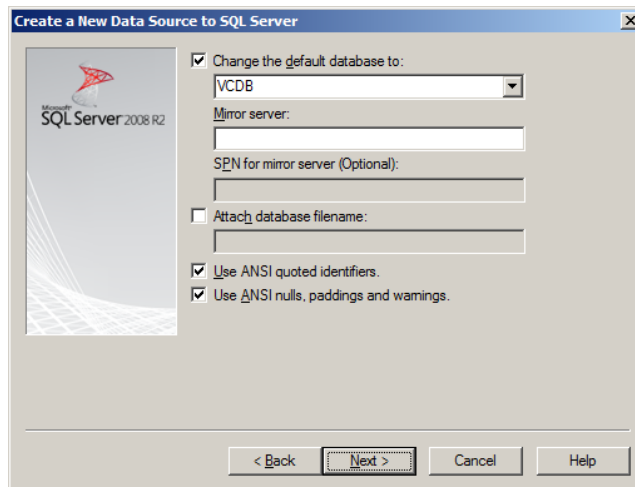 Create a New Data Source to SQL Server
Microsoft
SQL Server 2008 R2
Change the default database to:
VCDB
Mirror server:
SPN for mirror server (Optional):
Attach database filename:
Use ANSI quoted identifiers.
Use ANSI nulls, paddings and warnings.
< Back
Next >
Cancel
Help